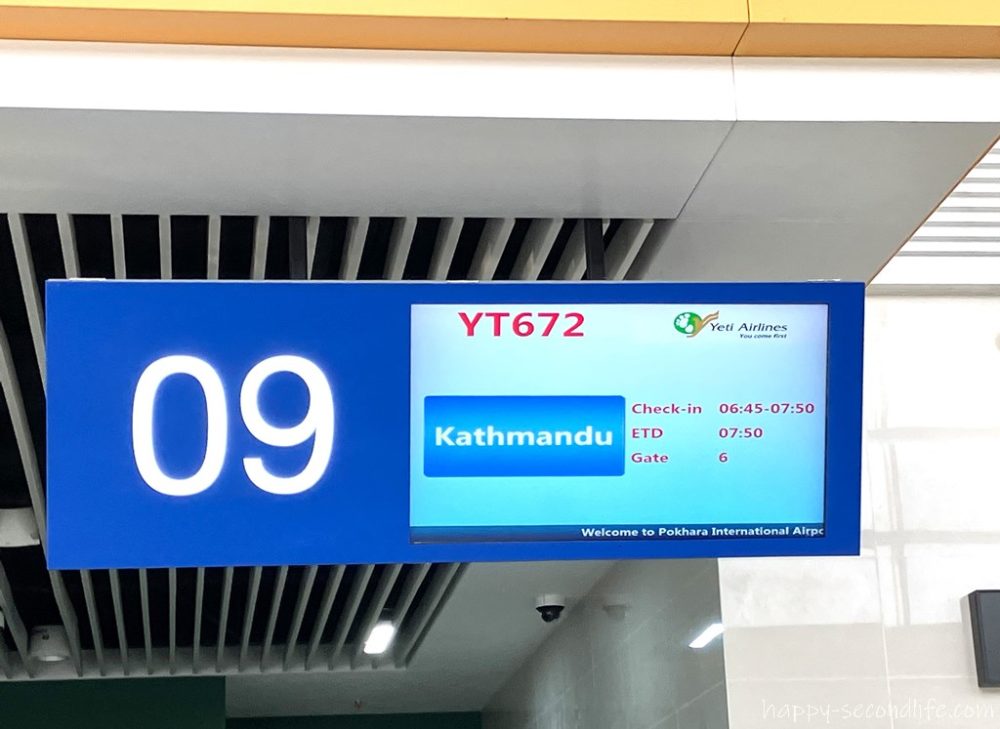 09
YT672
Yeti Airlines
You come first
Kathmandu
Check-in 06:45-07:50
ETD 07:50
Gate 6
Welcome to Pokhara International Airpo
happy-secondlife.com